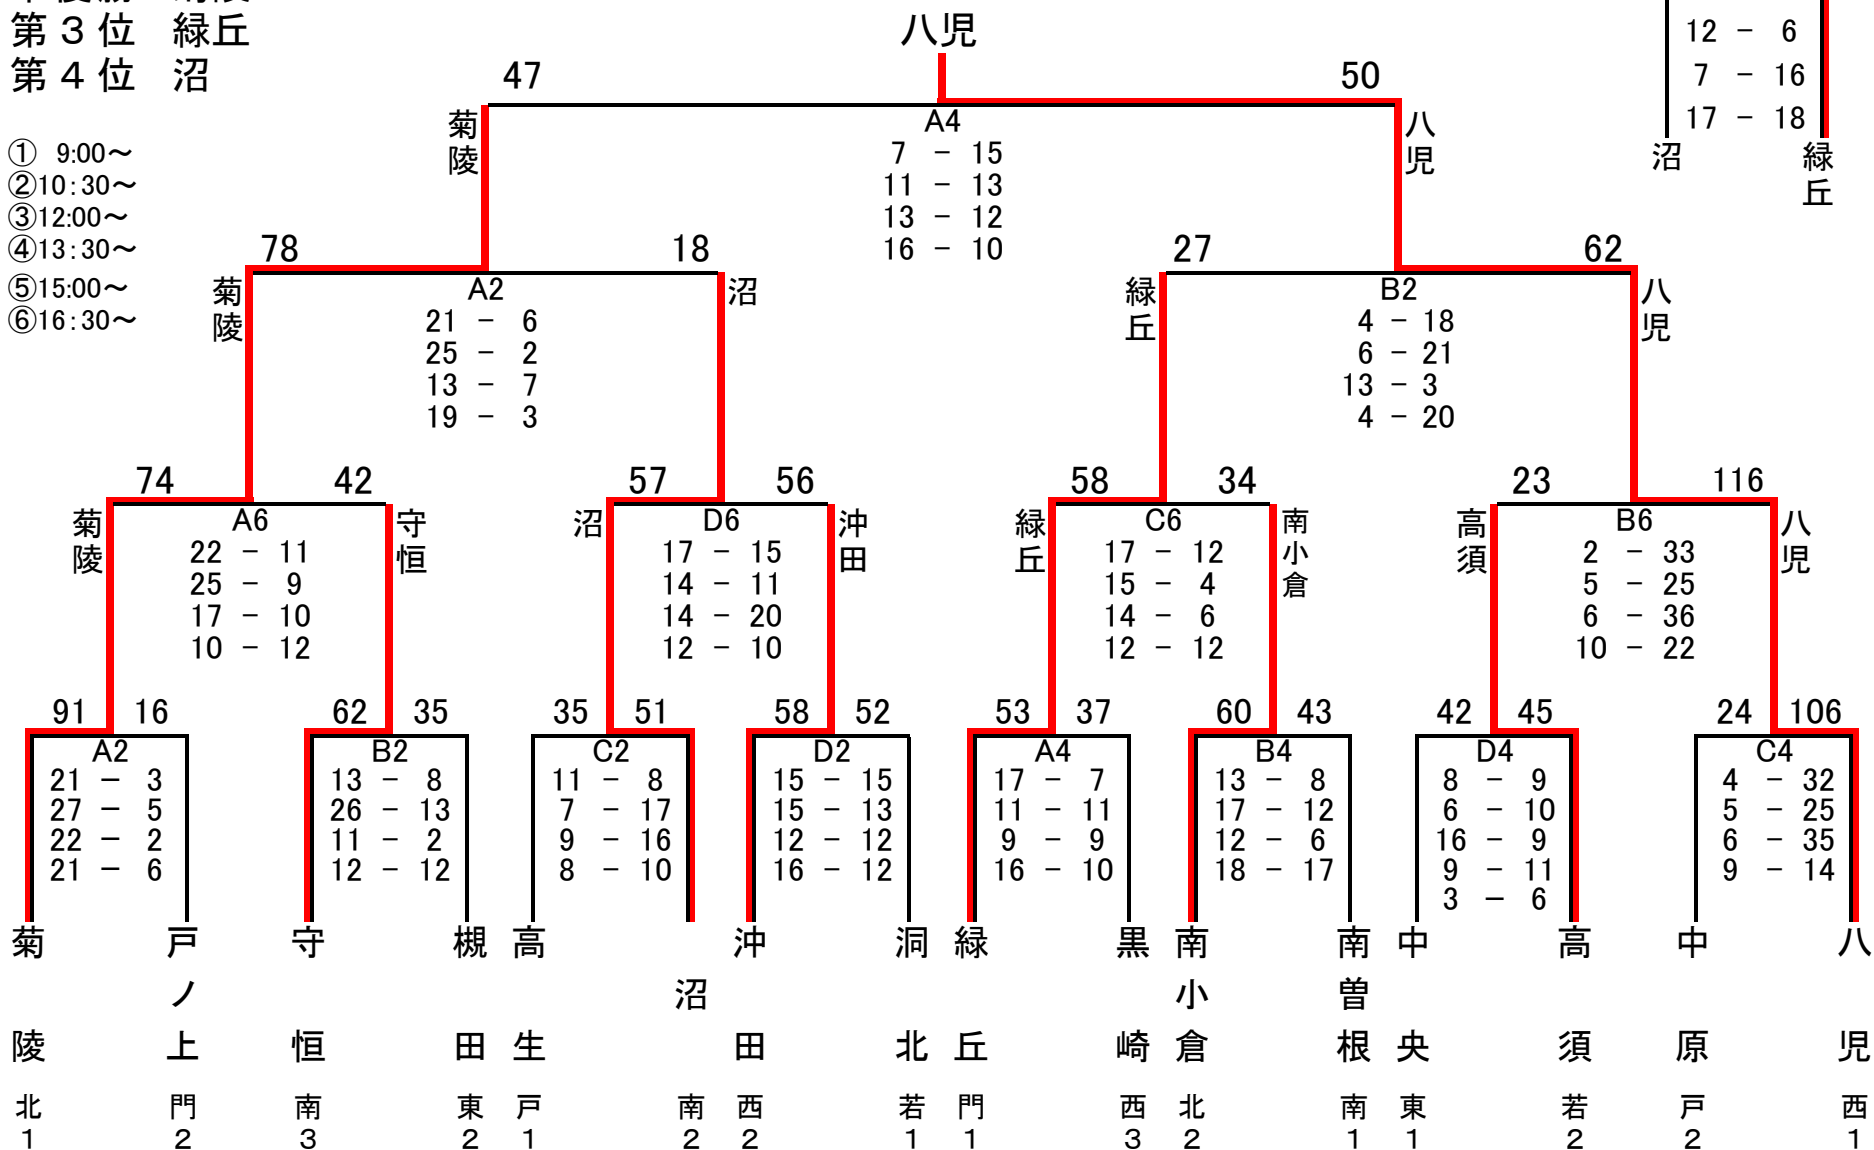 第３位 緑丘
第４位 沼
八児
12 － 6
7 － 16
17 － 18
沼 緑丘
① 9:00～
②10:30～
③12:00～
④13:30～
⑤15:00～
⑥16:30～
47 50
菊陵 A4 八児
7 － 15
11 － 13
13 － 12
16 － 10
78 18
菊陵 A2 沼
21 － 6
25 － 2
13 － 7
19 － 3
27 62
緑丘 B2 八児
4 － 18
6 － 21
13 － 3
4 － 20
74 42
菊陵 A6 守恒
22 － 11
25 － 9
17 － 10
10 － 12
57 56
沼 D6 沖田
17 － 15
14 － 11
14 － 20
12 － 10
58 34
緑丘 C6 南小倉
17 － 12
15 － 4
14 － 6
12 － 12
23 116
高須 B6 八児
2 － 33
5 － 25
6 － 36
10 － 22
91 16
A2
21 － 3
27 － 5
22 － 2
21 － 6
62 35
B2
13 － 8
26 － 13
11 － 2
12 － 12
35 51
C2
11 － 8
7 － 17
9 － 16
8 － 10
58 52
D2
15 － 15
15 － 13
12 － 12
16 － 12
53 37
A4
17 － 7
11 － 11
9 － 9
16 － 10
60 43
B4
13 － 8
17 － 12
12 － 6
18 － 17
42 45
D4
8 － 9
6 － 10
16 － 9
9 － 11
3 － 6
24 106
C4
4 － 32
5 － 25
6 － 35
9 － 14
菊陵 北1
戸ノ上 門2
守恒 南3
槻田 東2
高生 戸1
沼 南2
沖田 西2
洞北 若1
緑丘 門1
黒崎 西3
南小倉 北2
南曽根 南1
中央 東1
高須 若2
中原 戸2
八児 西1